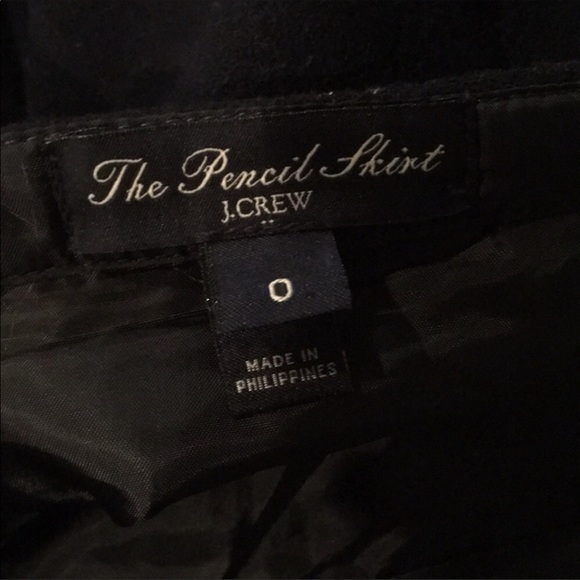 The Pencil Skirt
J.CREW
0
MADE IN
PHILIPPINES